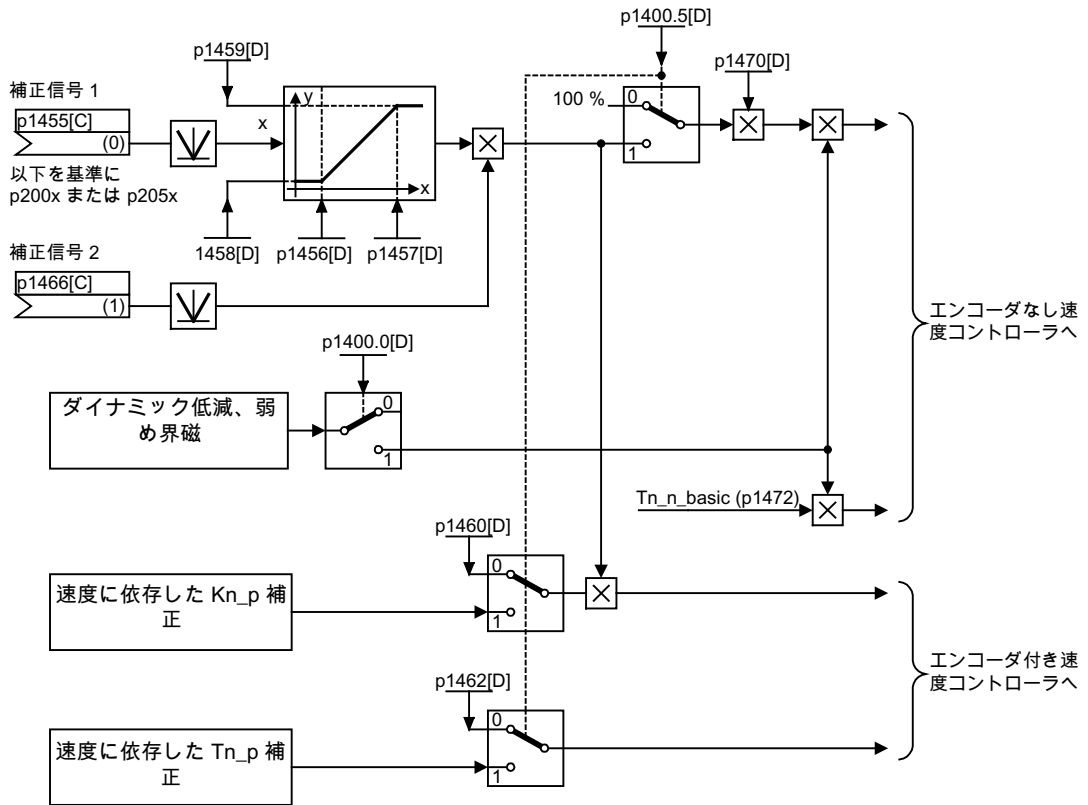 p1400.5[D]
p1459[D]
p1470[D]
補正信号 1
p1455[C]
(0)
以下を基準に
p200x または p205x
x
y
x
100 %
0
1
1458[D]
p1456[D]
p1457[D]
補正信号 2
p1466[C]
(1)
エンコーダなし速
度コントローラへ
p1400.0[D]
ダイナミック低減、弱
め界磁
0
1
Tn_n_basic (p1472)
p1460[D]
速度に依存した Kn_p 補
正
0
1
エンコーダ付き速
度コントローラへ
p1462[D]
速度に依存した Tn_p 補
正
0
1